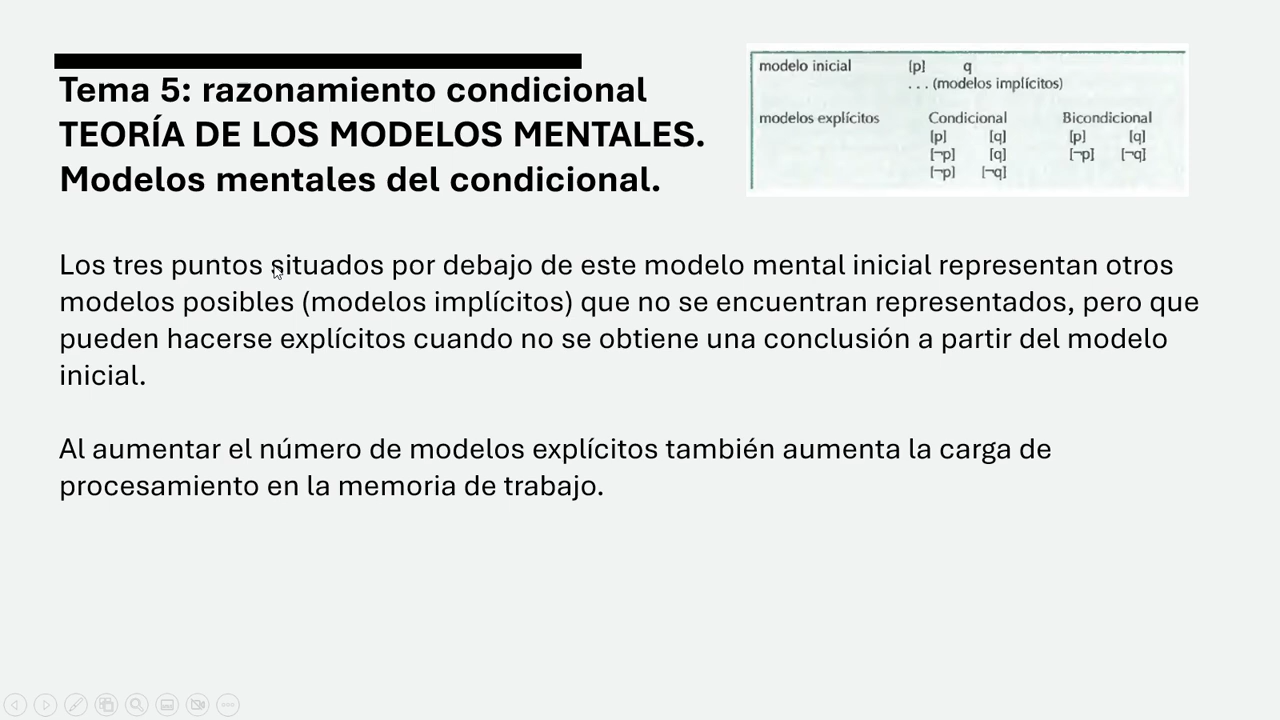 Tema 5: razonamiento condicional
TEORÍA DE LOS MODELOS MENTALES.
Modelos mentales del condicional.
modelo inicial [p] q
. . . (modelos implícitos)
modelos explícitos Condicional Bicondicional
[p] [q] [p] [q]
[¬p] [q] [¬p] [¬q]
[¬p] [¬q]
Los tres puntos situados por debajo de este modelo mental inicial representan otros
modelos posibles (modelos implícitos) que no se encuentran representados, pero que
pueden hacerse explícitos cuando no se obtiene una conclusión a partir del modelo
inicial.
Al aumentar el número de modelos explícitos también aumenta la carga de
procesamiento en la memoria de trabajo.